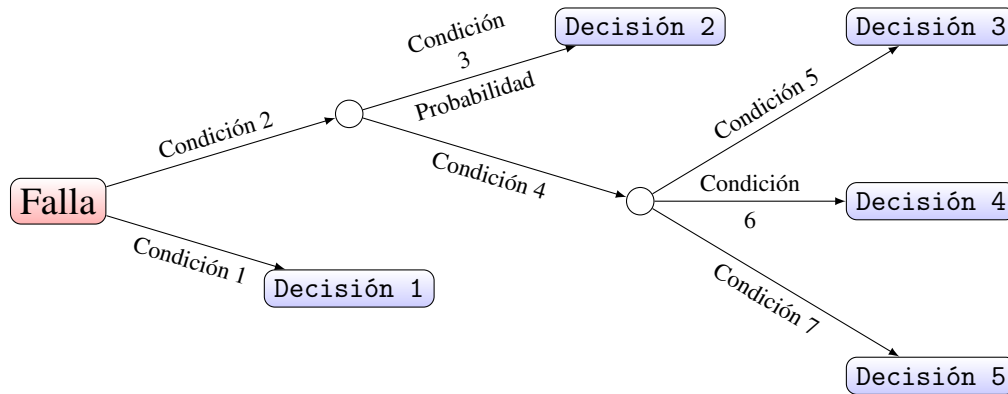 Condición
3
Probabilidad
Decisión 2
Decisión 3
Condición 2
Condición 5
Condición 4
Falla
Condición
6
Decisión 4
Condición 1
Decisión 1
Condición 7
Decisión 5